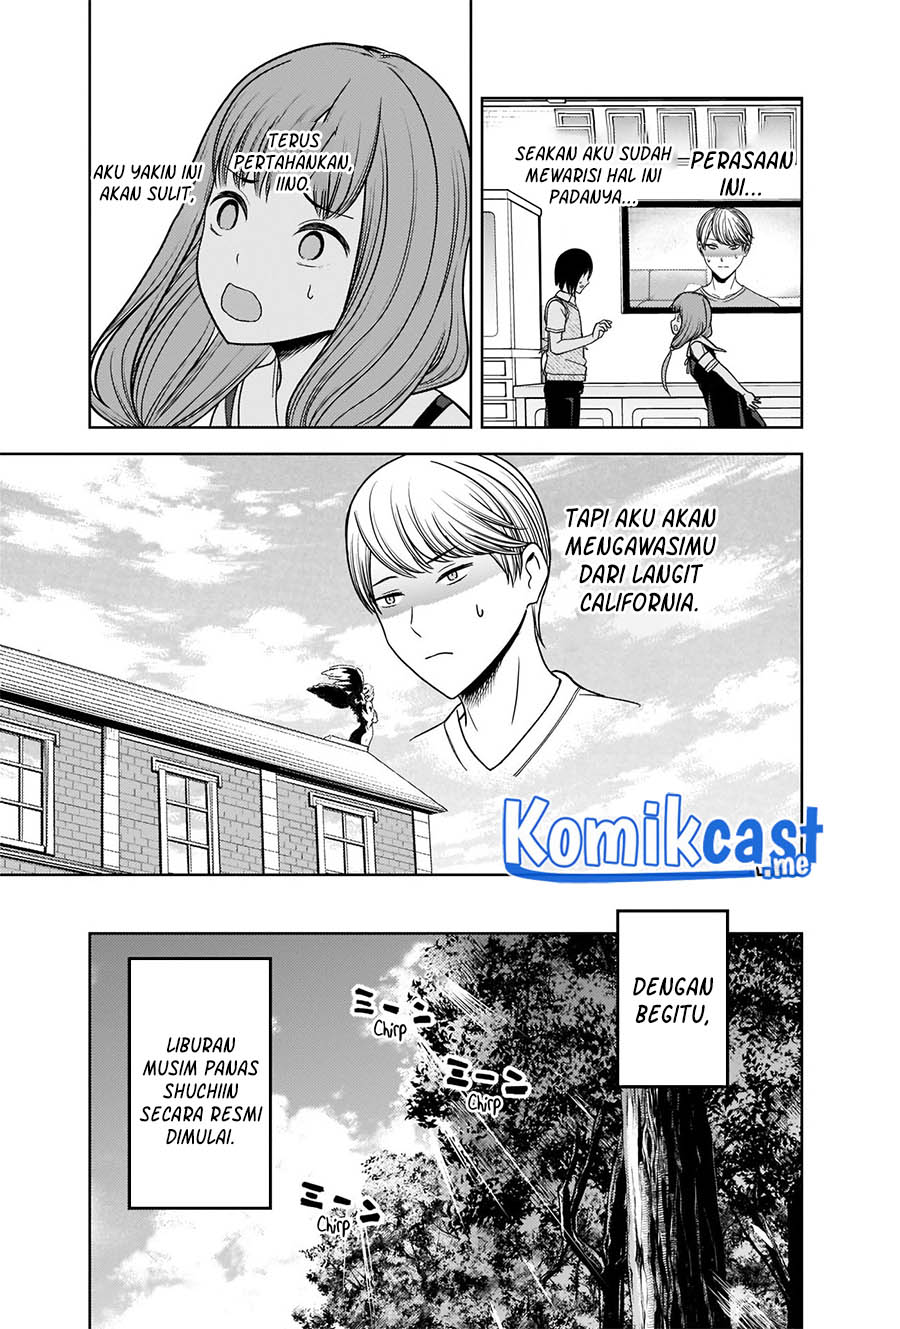 PERASAAN
INI...
SEAKAN AKU SUDAH
MEWARISI HAL INI
PADANYA...
TERUS
PERTAHANKAN,
IINO.
AKU YAKIN INI
AKAN SULIT,
TAPI AKU AKAN
MENGAWASIMU
DARI LANGIT
CALIFORNIA.
Komikcast
.me
DENGAN
BEGITU,
ミーン
Chirp
ミーン
Chirp
ミーン
Chirp
LIBURAN
MUSIM PANAS
SHUCHIIN
SECARA RESMI
DIMULAI.